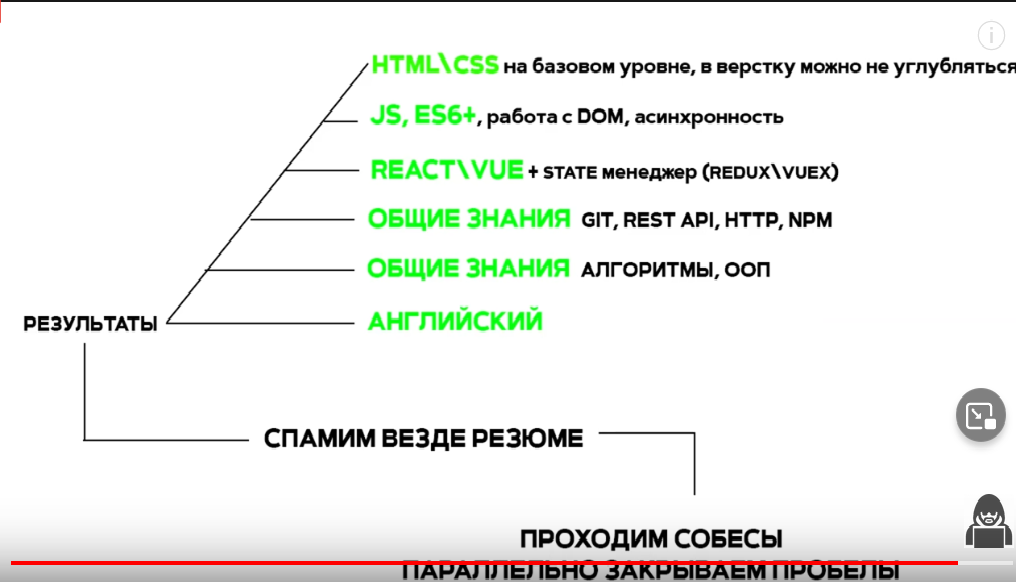 HTML\CSS на базовом уровне, в верстку можно не углубляться
JS, ES6+, работа с DOM, асинхронность
REACT\VUE + STATE менеджер (REDUX\VUEX)
ОБЩИЕ ЗНАНИЯ GIT, REST API, HTTP, NPM
ОБЩИЕ ЗНАНИЯ АЛГОРИТМЫ, ООП
АНГЛИЙСКИЙ
РЕЗУЛЬТАТЫ
СПАМИМ ВЕЗДЕ РЕЗЮМЕ
ПРОХОДИМ СОБЕСЫ
ПАРАЛЛЕЛЬНО ЗАКРЫВАЕМ ПРОБЕЛЫ